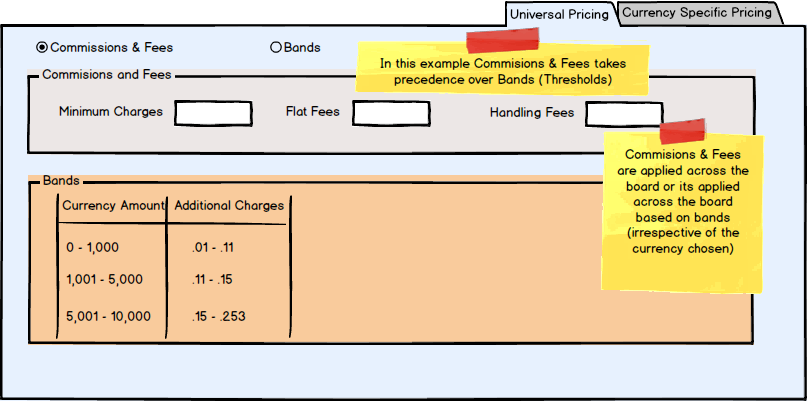 Universal Pricing
Currency Specific Pricing
Commissions & Fees
Bands
In this example Commisions & Fees takes
precedence over Bands (Thresholds)
Commisions and Fees
Minimum Charges
Flat Fees
Handling Fees
Commisions & Fees
are applied across the
board or its applied
across the board
based on bands
(irrespective of the
currency chosen)
Bands
Currency Amount
Additional Charges
0 - 1,000
.01 - .11
1,001 - 5,000
.11 - .15
5,001 - 10,000
.15 - .253